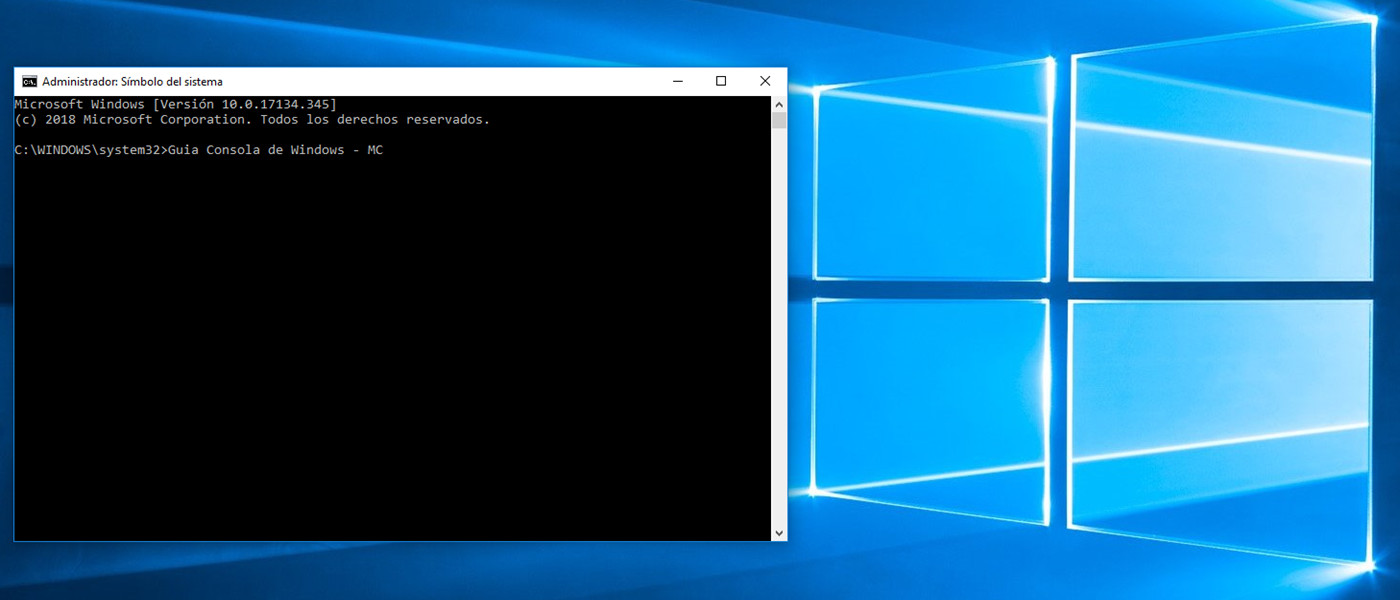 Administrador: Símbolo del sistema
Microsoft Windows [Versión 10.0.17134.345]
(c) 2018 Microsoft Corporation. Todos los derechos reservados.
C:\WINDOWS\system32>Guia Consola de Windows - MC